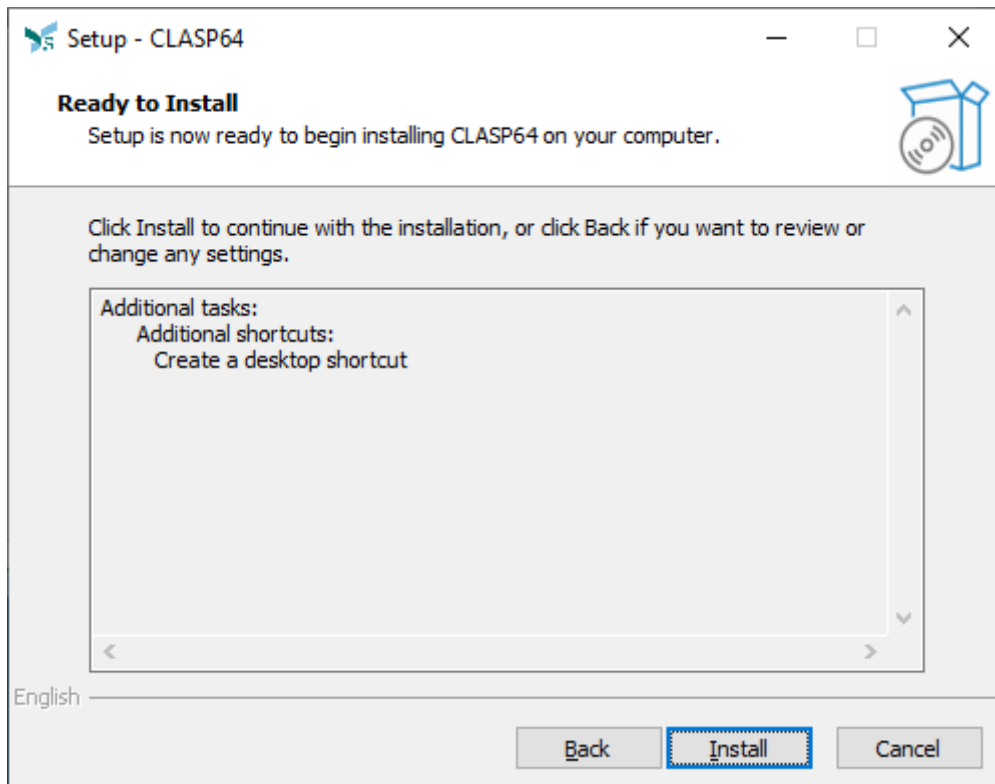 Setup - CLASP64
Ready to Install
Setup is now ready to begin installing CLASP64 on your computer.
Click Install to continue with the installation, or click Back if you want to review or
change any settings.
Additional tasks:
Additional shortcuts:
Create a desktop shortcut
English
Back
Install
Cancel